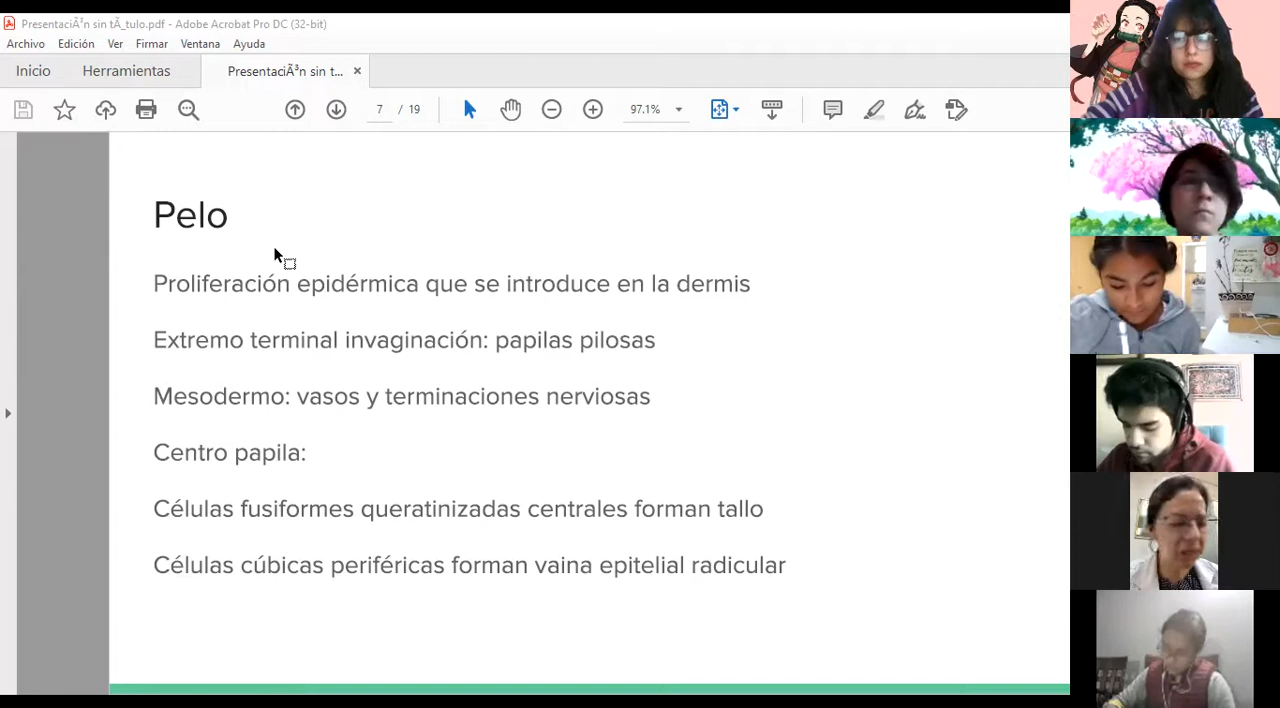 PresentaciÃ³n sin tÃ_tulo.pdf - Adobe Acrobat Pro DC (32-bit)
Archivo Edición Ver Firmar Ventana Ayuda
Inicio Herramientas PresentaciÃ³n sin t... ×
7 / 19 97.1%
Pelo
Proliferación epidérmica que se introduce en la dermis
Extremo terminal invaginación: papilas pilosas
Mesodermo: vasos y terminaciones nerviosas
Centro papila:
Células fusiformes queratinizadas centrales forman tallo
Células cúbicas periféricas forman vaina epitelial radicular